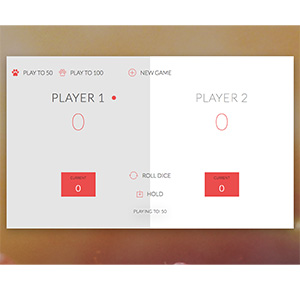 PLAY TO 50 PLAY TO 100 NEW GAME
PLAYER 1 PLAYER 2
0 0
CURRENT CURRENT
0 0
ROLL DICE
HOLD
PLAYING TO: 50